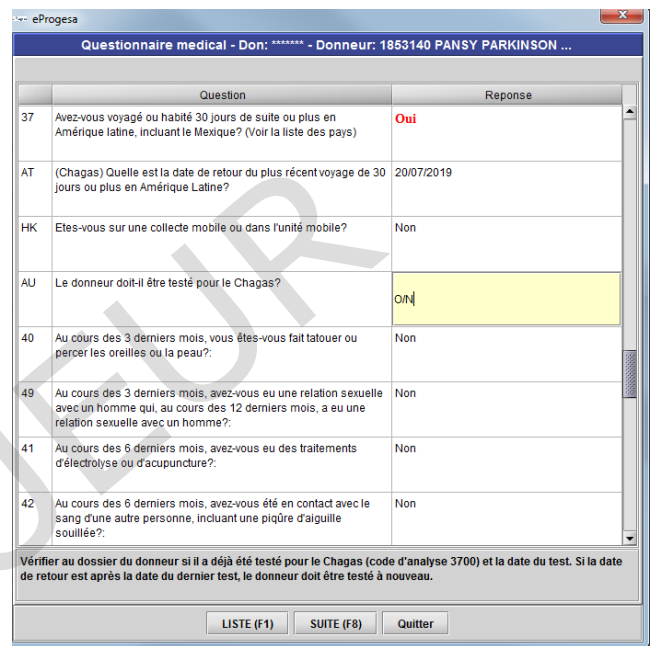 eProgesa
Questionnaire medical - Don: ******* - Donneur: 1853140 PANSY PARKINSON ...
Question Reponse
37 Avez-vous voyagé ou habité 30 jours de suite ou plus en Oui
Amérique latine, incluant le Mexique? (Voir la liste des pays)
AT (Chagas) Quelle est la date de retour du plus récent voyage de 30 20/07/2019
jours ou plus en Amérique Latine?
HK Etes-vous sur une collecte mobile ou dans l'unité mobile? Non
AU Le donneur doit-il être testé pour le Chagas?
O/N
40 Au cours des 3 derniers mois, vous êtes-vous fait tatouer ou Non
percer les oreilles ou la peau?:
49 Au cours des 3 derniers mois, avez-vous eu une relation sexuelle Non
avec un homme qui, au cours des 12 derniers mois, a eu une
relation sexuelle avec un homme?:
41 Au cours des 6 derniers mois, avez-vous eu des traitements Non
d'électrolyse ou d'acupuncture?:
42 Au cours des 6 derniers mois, avez-vous été en contact avec le Non
sang d'une autre personne, incluant une piqûre d'aiguille
souillée?:
Vérifier au dossier du donneur si il a déjà été testé pour le Chagas (code d'analyse 3700) et la date du test. Si la date
de retour est après la date du dernier test, le donneur doit être testé à nouveau.
LISTE (F1) SUITE (F8) Quitter
UEUR